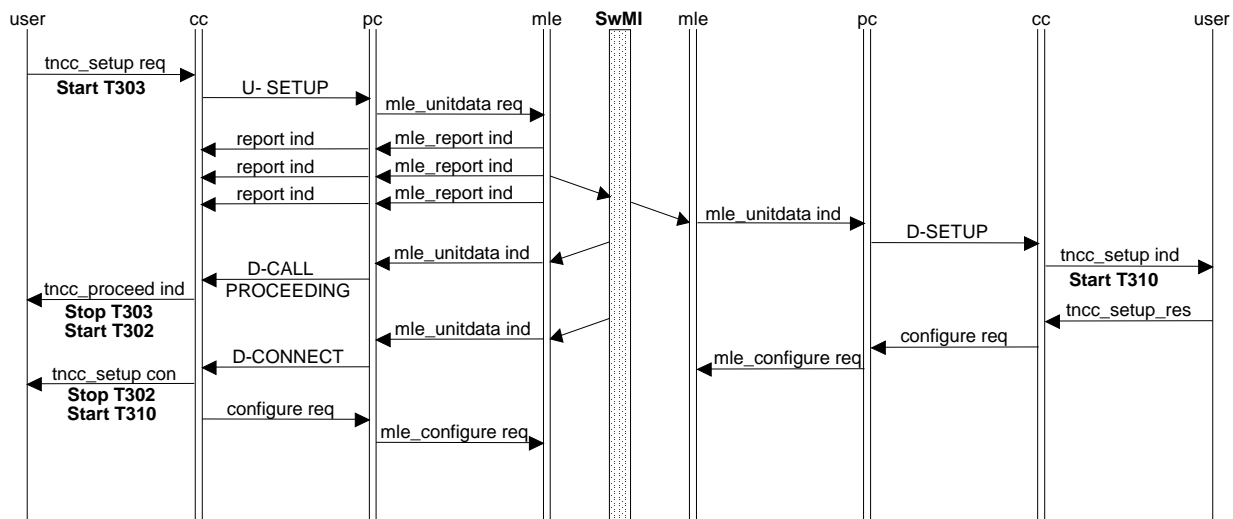 user cc pc mle SwMI mle pc cc user
tncc_setup req
Start T303
U- SETUP
mle_unitdata req
report ind mle_report ind
report ind mle_report ind
report ind mle_report ind
mle_unitdata ind
D-SETUP
tncc_setup ind
Start T310
mle_unitdata ind
D-CALL
PROCEEDING
tncc_proceed ind
Stop T303
Start T302
tncc_setup_res
configure req
mle_configure req
mle_unitdata ind
D-CONNECT
tncc_setup con
Stop T302
Start T310
configure req
mle_configure req